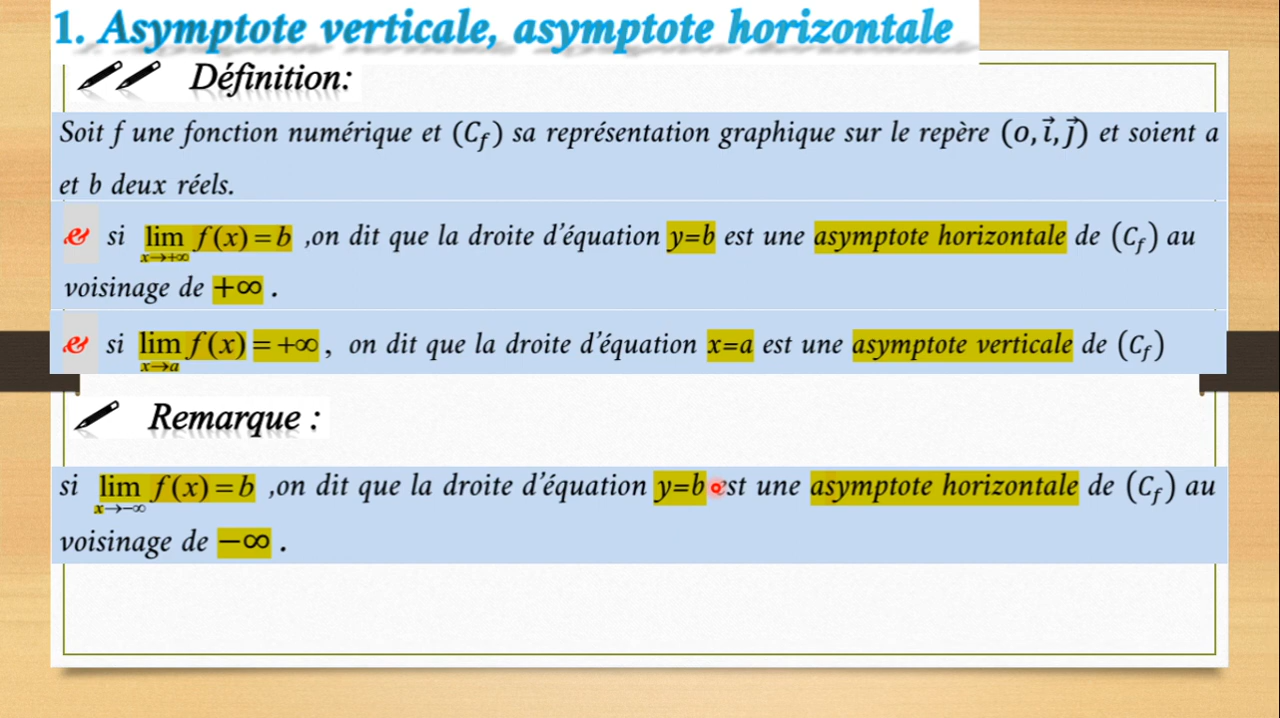 1. Asymptote verticale, asymptote horizontale
Définition:
Soit f une fonction numérique et (C_f) sa représentation graphique sur le repère (o, i⃗, j⃗) et soient a
et b deux réels.
si lim_{x→+∞} f(x) = b ,on dit que la droite d'équation y=b est une asymptote horizontale de (C_f) au
voisinage de +∞ .
si lim_{x→a} f(x) = +∞ , on dit que la droite d'équation x=a est une asymptote verticale de (C_f)
Remarque :
si lim_{x→-∞} f(x) = b ,on dit que la droite d'équation y=b est une asymptote horizontale de (C_f) au
voisinage de −∞ .